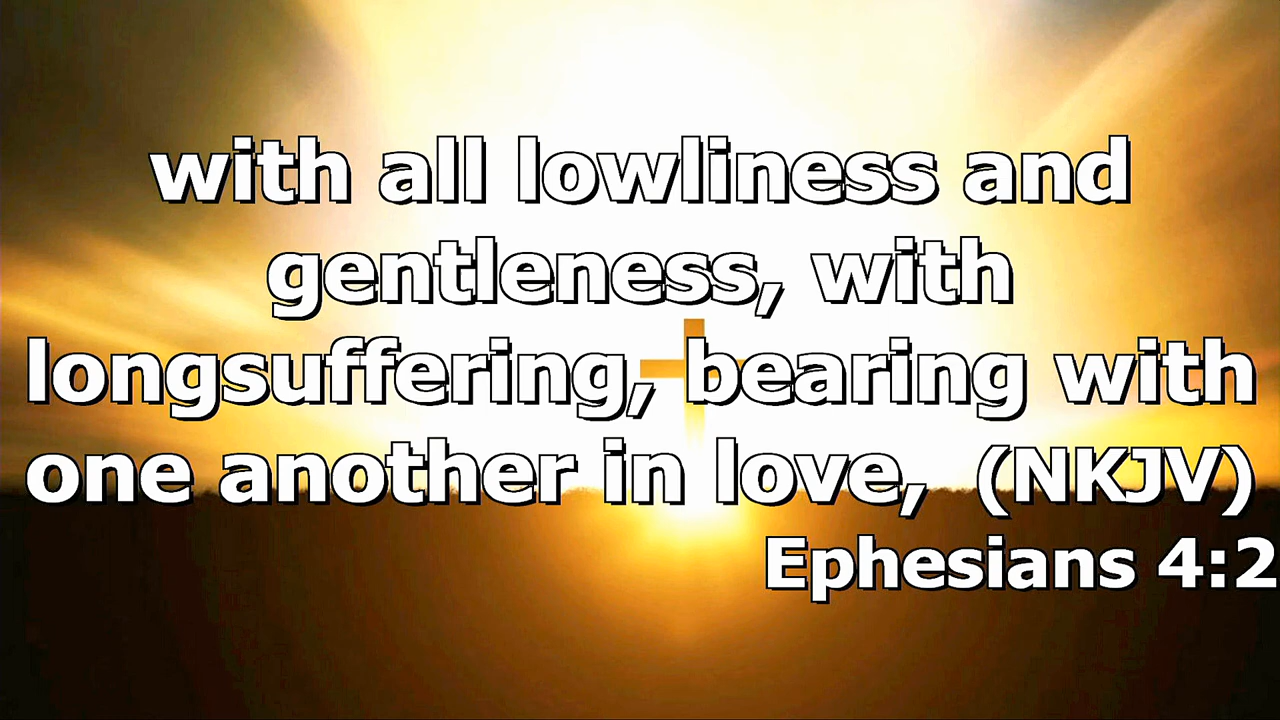 with all lowliness and
gentleness, with
longsuffering, bearing with
one another in love,  (NKJV)
Ephesians 4:2